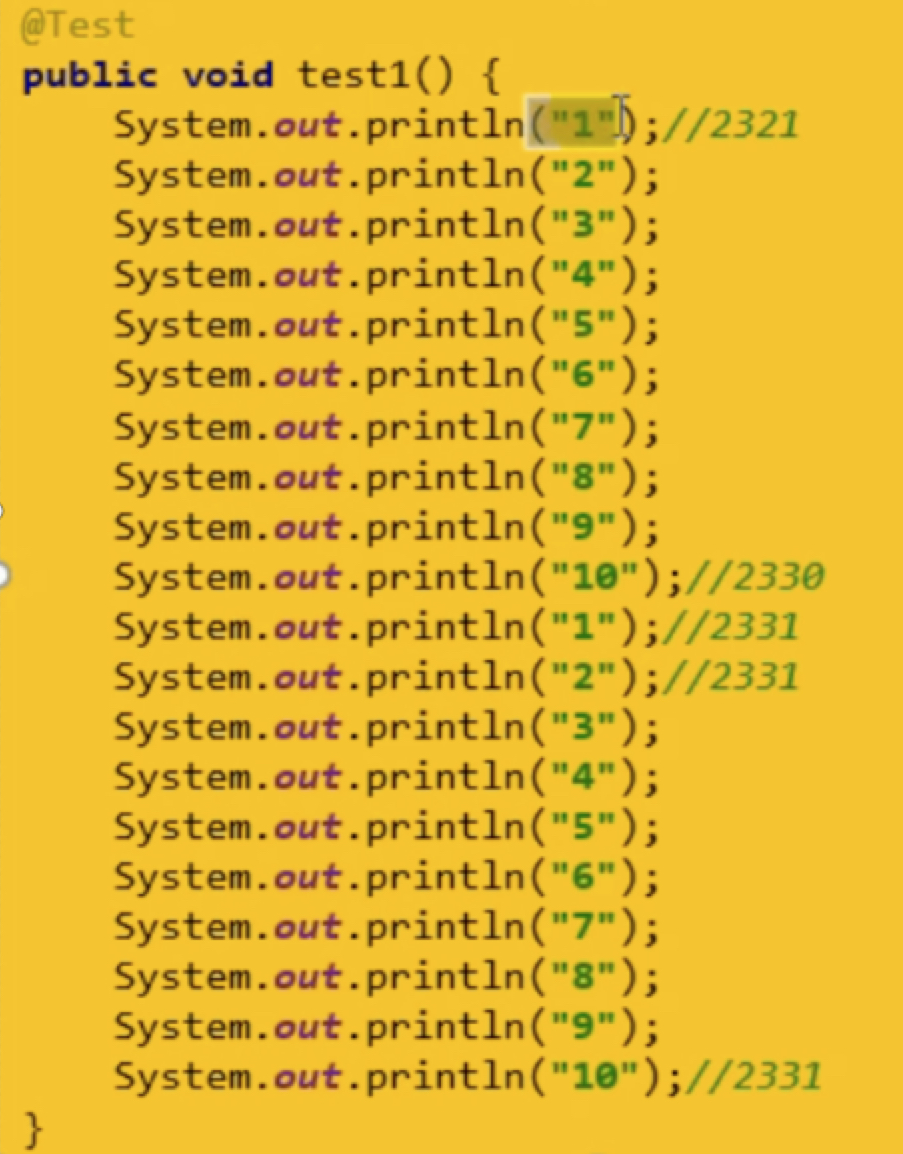 @Test
public void test1() {
System.out.println("1");//2321
System.out.println("2");
System.out.println("3");
System.out.println("4");
System.out.println("5");
System.out.println("6");
System.out.println("7");
System.out.println("8");
System.out.println("9");
System.out.println("10");//2330
System.out.println("1");//2331
System.out.println("2");//2331
System.out.println("3");
System.out.println("4");
System.out.println("5");
System.out.println("6");
System.out.println("7");
System.out.println("8");
System.out.println("9");
System.out.println("10");//2331
}